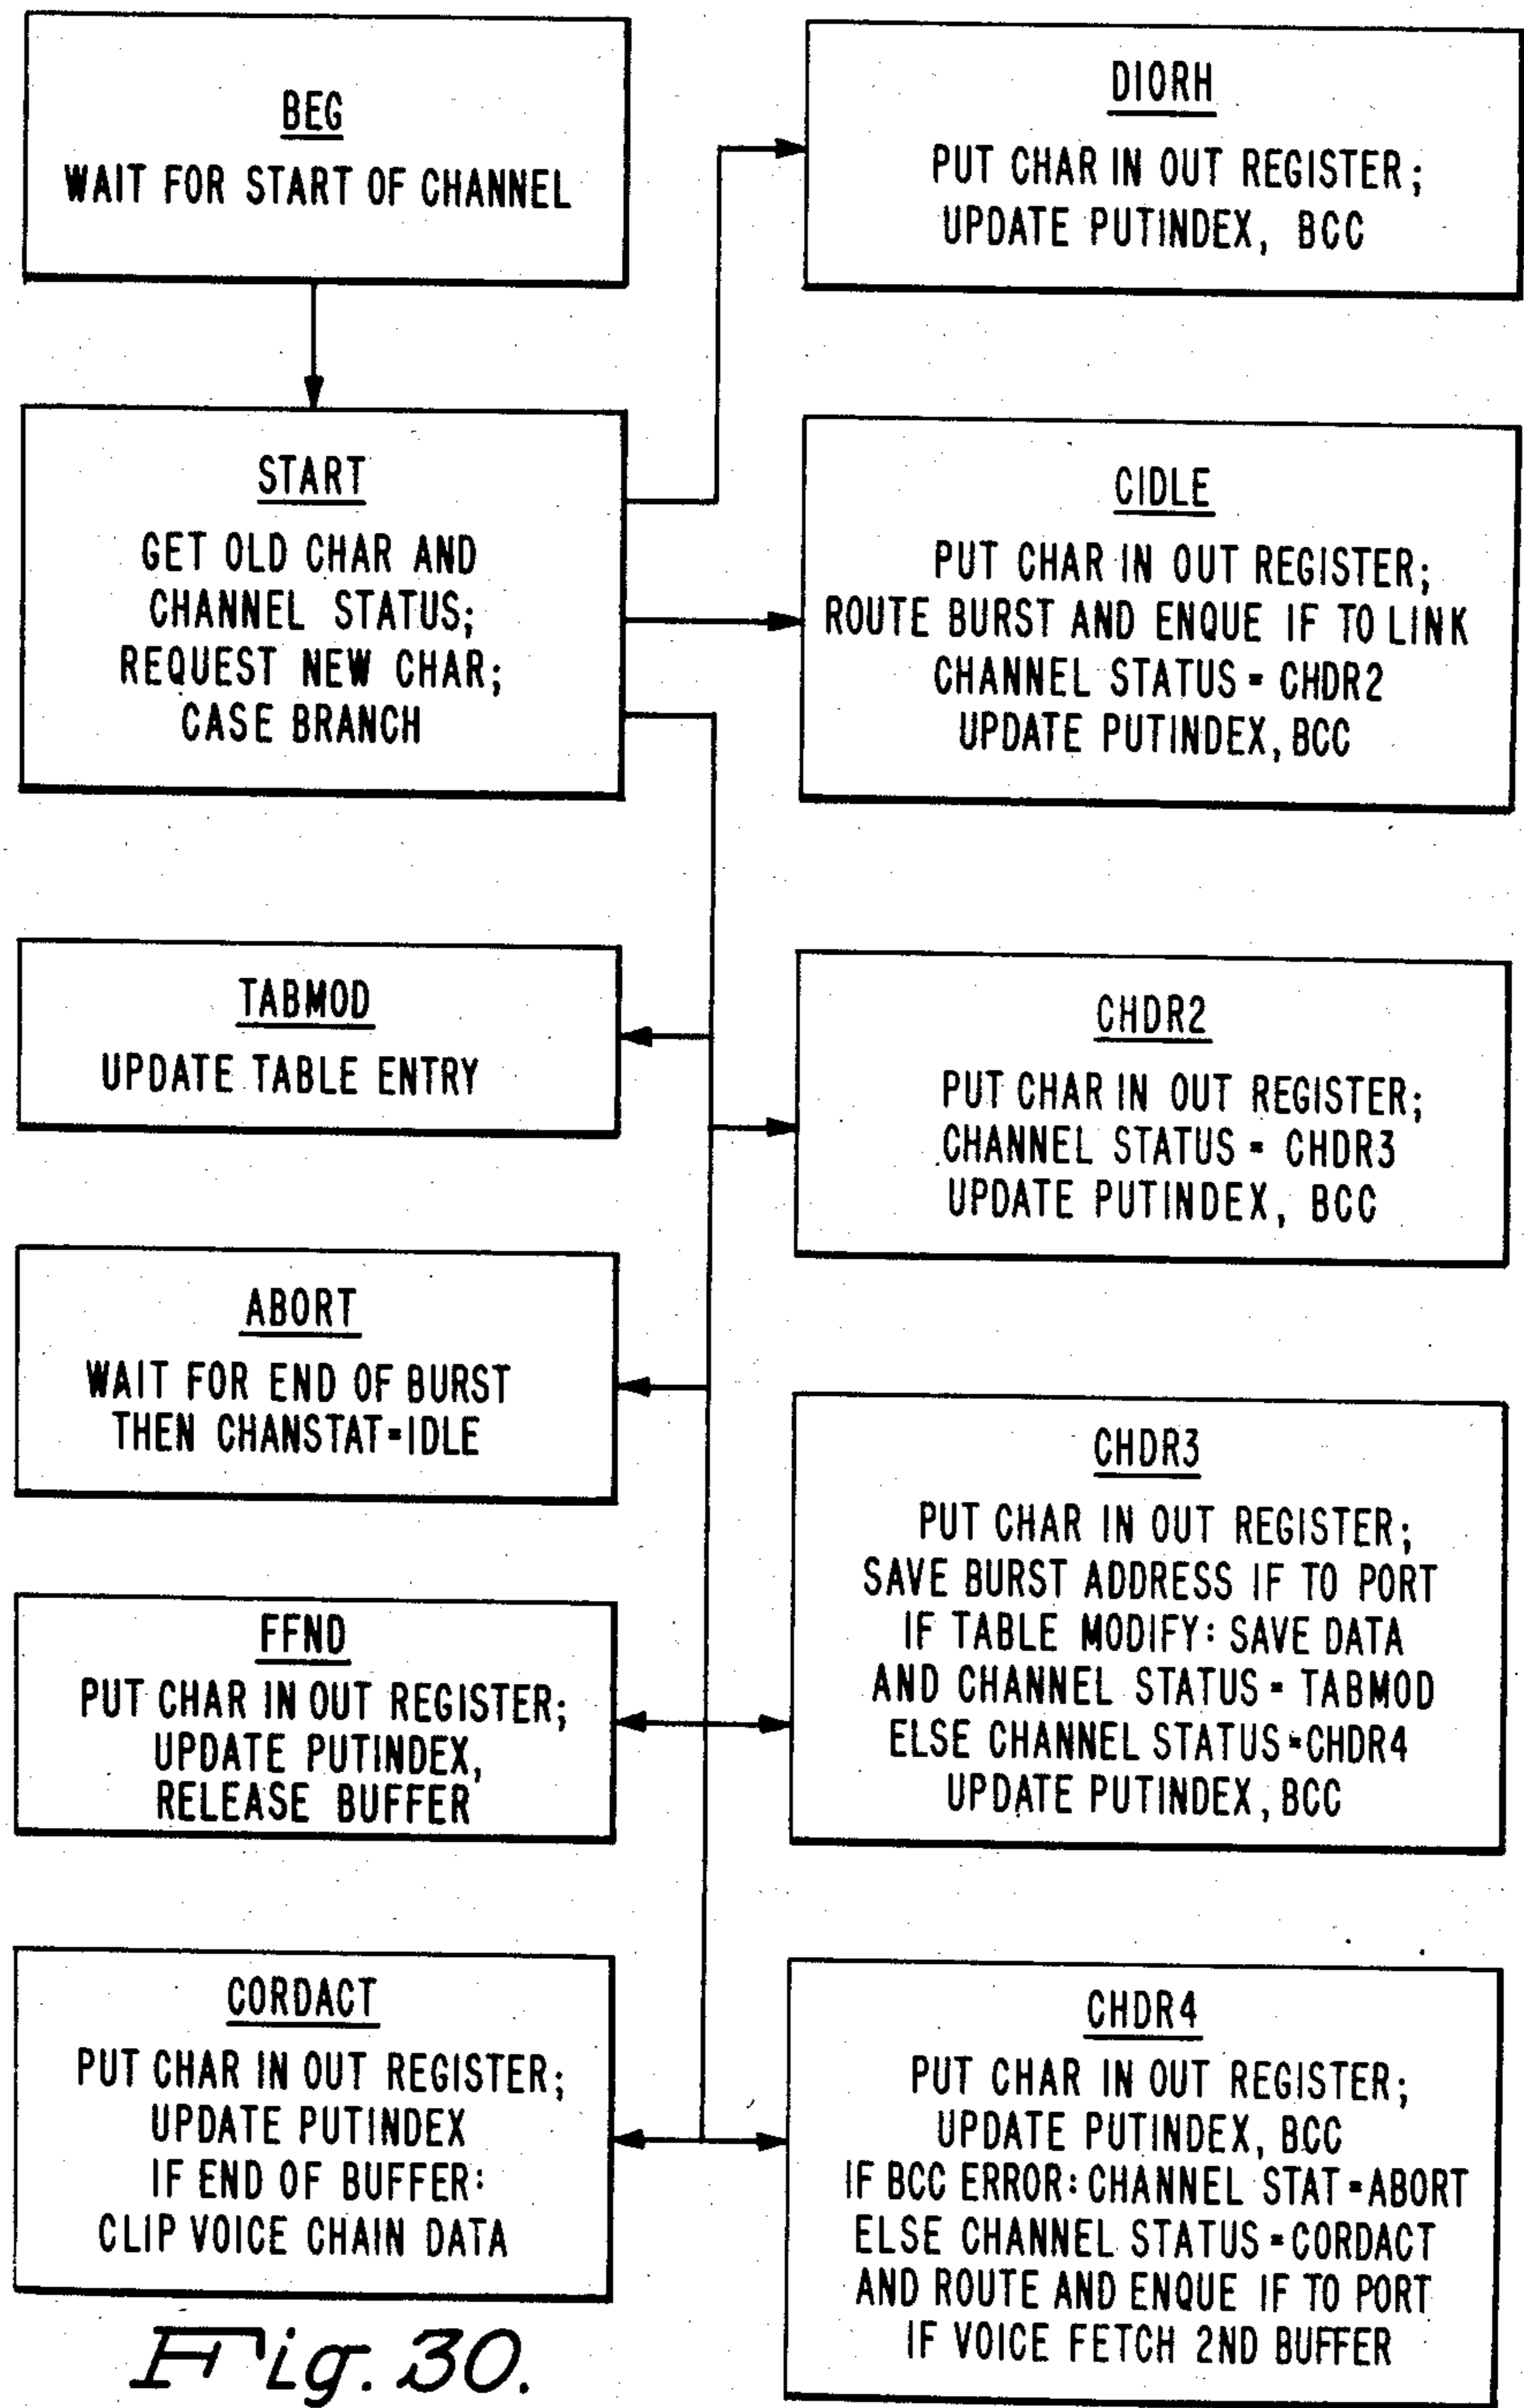 BEG
WAIT FOR START OF CHANNEL
START
GET OLD CHAR AND
CHANNEL STATUS;
REQUEST NEW CHAR;
CASE BRANCH
DIORH
PUT CHAR IN OUT REGISTER;
UPDATE PUTINDEX, BCC
CIDLE
PUT CHAR IN OUT REGISTER;
ROUTE BURST AND ENQUE IF TO LINK
CHANNEL STATUS = CHDR2
UPDATE PUTINDEX, BCC
TABMOD
UPDATE TABLE ENTRY
CHDR2
PUT CHAR IN OUT REGISTER;
CHANNEL STATUS = CHDR3
UPDATE PUTINDEX, BCC
ABORT
WAIT FOR END OF BURST
THEN CHANSTAT=IDLE
CHDR3
PUT CHAR IN OUT REGISTER;
SAVE BURST ADDRESS IF TO PORT
IF TABLE MODIFY: SAVE DATA
AND CHANNEL STATUS = TABMOD
ELSE CHANNEL STATUS=CHDR4
UPDATE PUTINDEX, BCC
FFND
PUT CHAR IN OUT REGISTER;
UPDATE PUTINDEX,
RELEASE BUFFER
CORDACT
PUT CHAR IN OUT REGISTER;
UPDATE PUTINDEX
IF END OF BUFFER:
CLIP VOICE CHAIN DATA
CHDR4
PUT CHAR IN OUT REGISTER;
UPDATE PUTINDEX, BCC
IF BCC ERROR: CHANNEL STAT=ABORT
ELSE CHANNEL STATUS=CORDACT
AND ROUTE AND ENQUE IF TO PORT
IF VOICE FETCH 2ND BUFFER
Fig. 30.